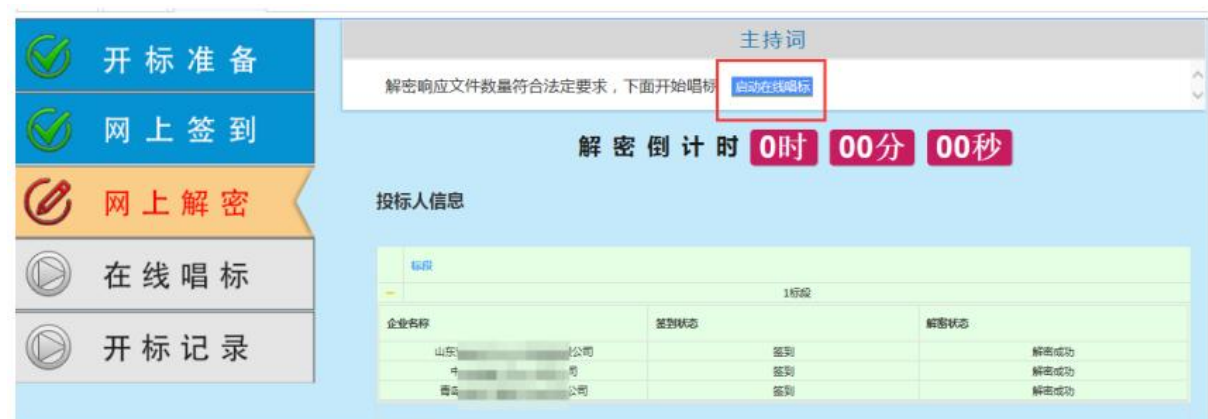 开标准备
网上签到
网上解密
在线唱标
开标记录
主持词
解密响应文件数量符合法定要求，下面开始唱标 启动在线唱标
解密倒计时 0时 00分 00秒
投标人信息
标段
1标段
企业名称 签到状态 解密状态
山东 公司 签到 解密成功
中 司 签到 解密成功
青岛 公司 签到 解密成功